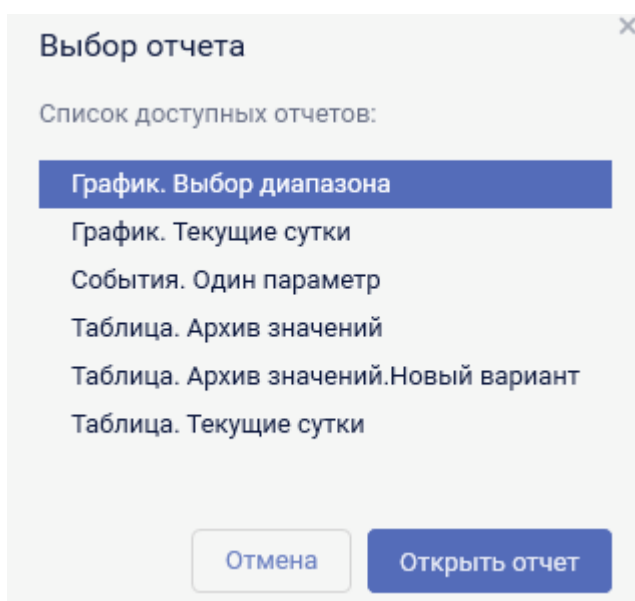 Выбор отчета
Список доступных отчетов:
График. Выбор диапазона
График. Текущие сутки
События. Один параметр
Таблица. Архив значений
Таблица. Архив значений.Новый вариант
Таблица. Текущие сутки
Отмена
Открыть отчет